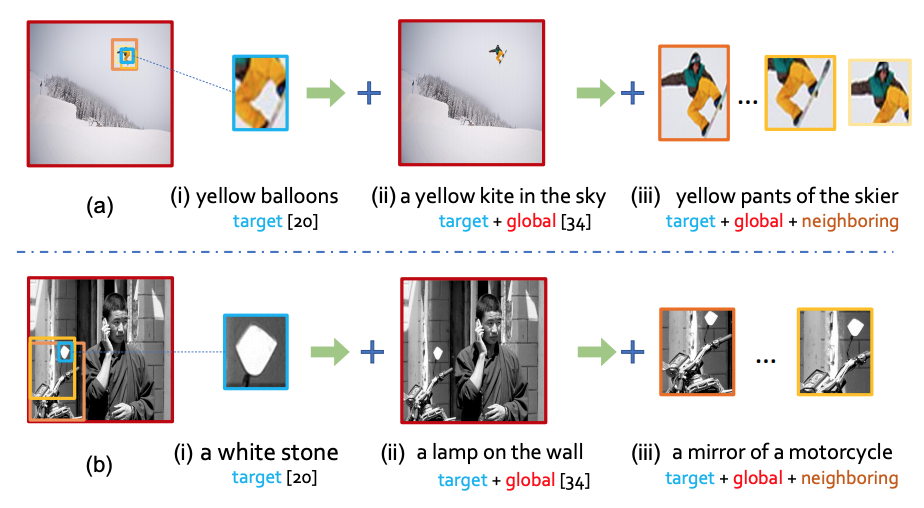 (a)
(i) yellow balloons
target [20]
(ii) a yellow kite in the sky
target + global [34]
...
(iii) yellow pants of the skier
target + global + neighboring
(b)
(i) a white stone
target [20]
(ii) a lamp on the wall
target + global [34]
...
(iii) a mirror of a motorcycle
target + global + neighboring